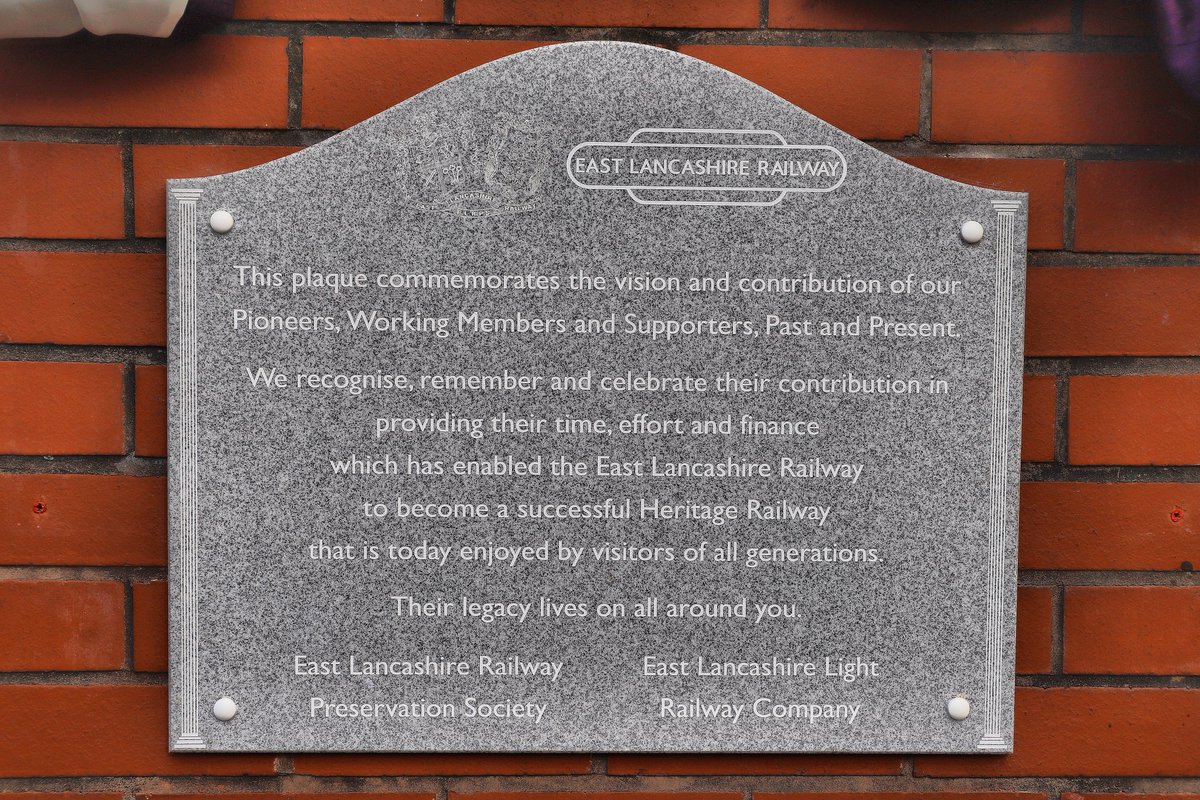 EAST LANCASHIRE RAILWAY
This plaque commemorates the vision and contribution of our
Pioneers, Working Members and Supporters, Past and Present.
We recognise, remember and celebrate their contribution in
providing their time, effort and finance
which has enabled the East Lancashire Railway
to become a successful Heritage Railway
that is today enjoyed by visitors of all generations.
Their legacy lives on all around you.
East Lancashire Railway
Preservation Society
East Lancashire Light
Railway Company